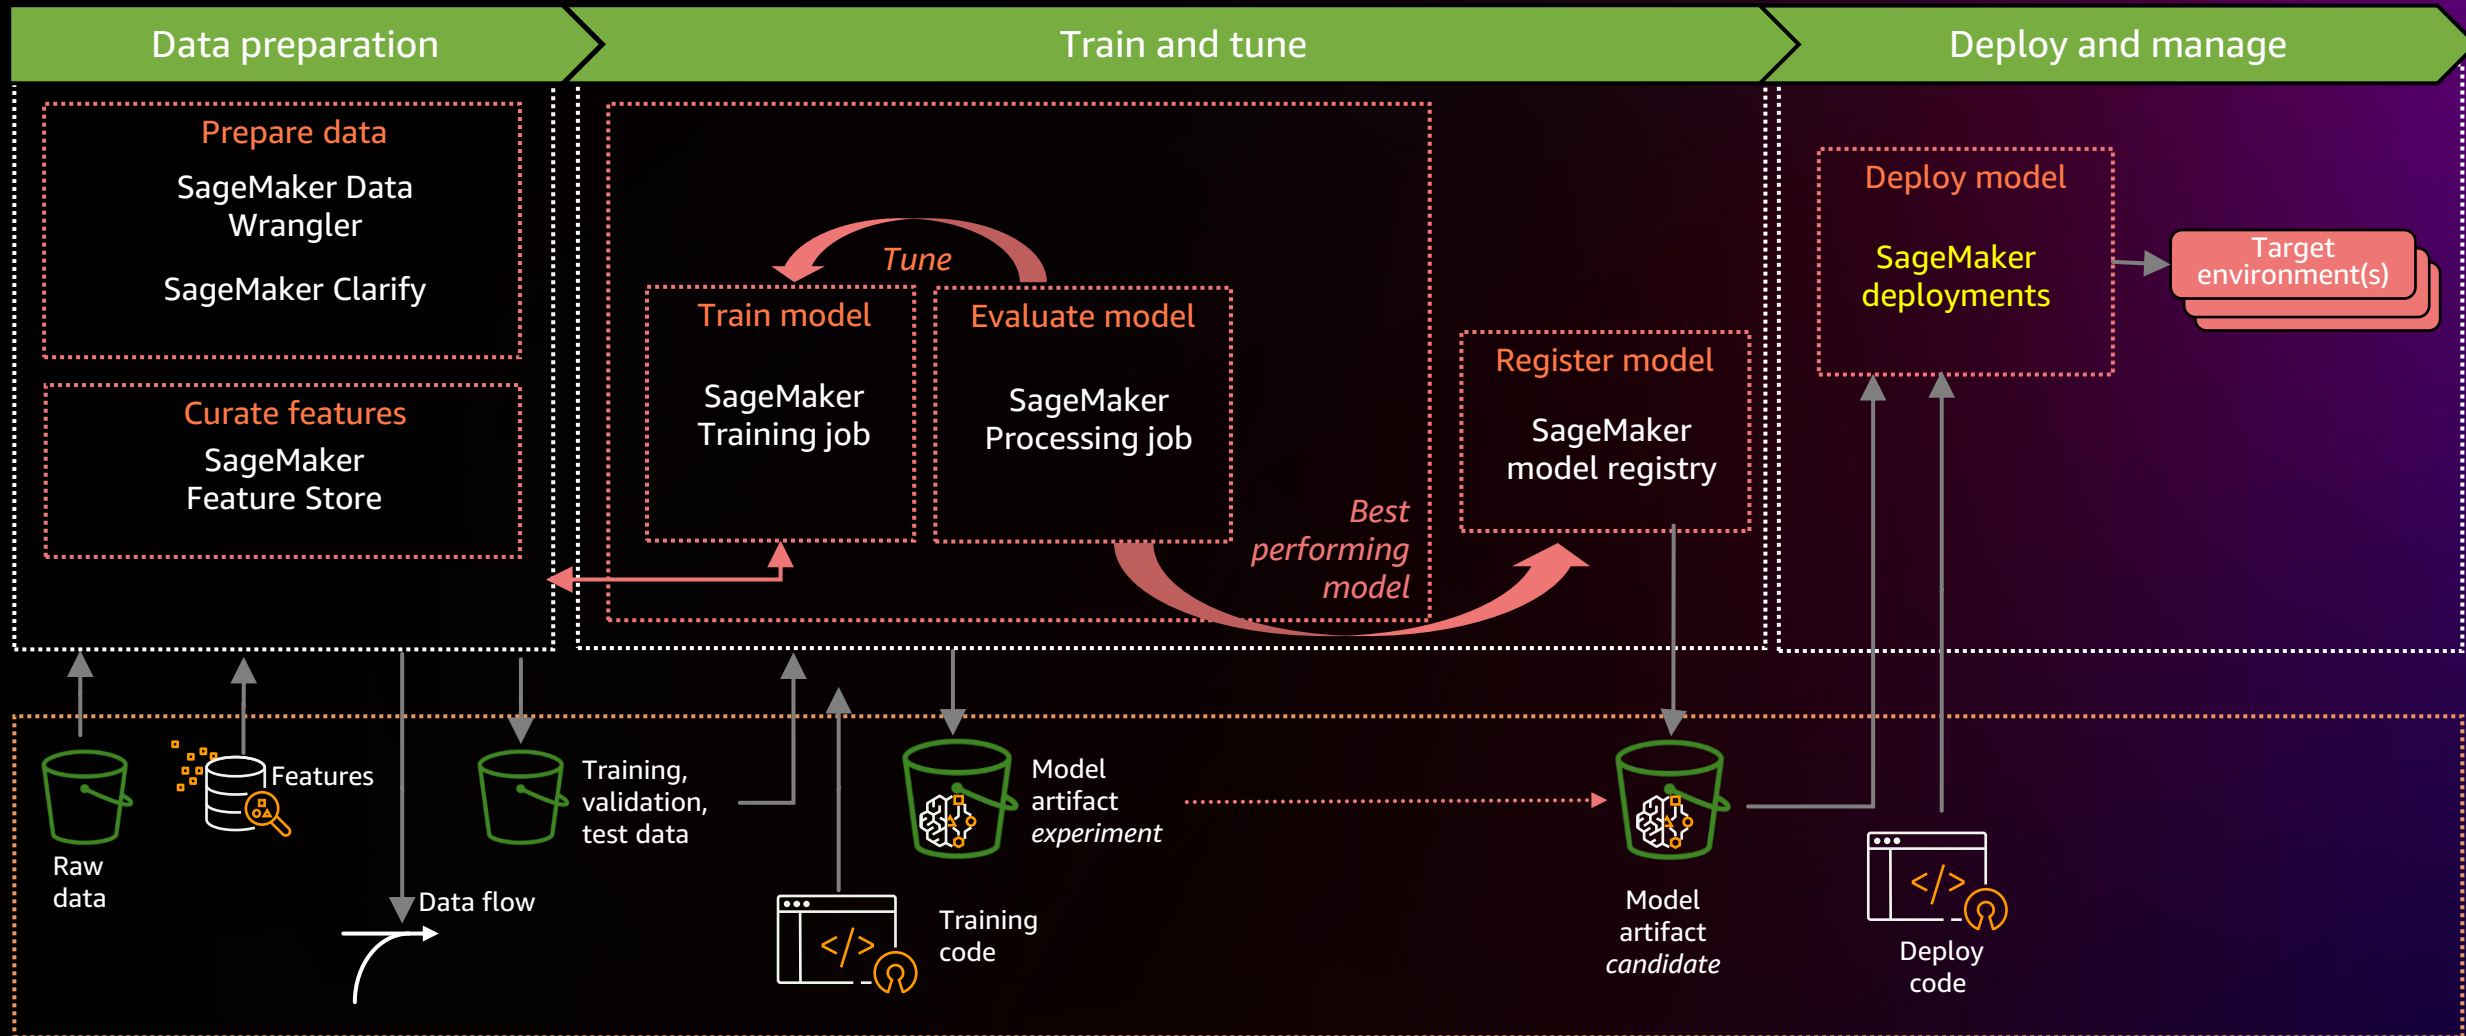 Data preparation
Train and tune
Deploy and manage
Prepare data
SageMaker Data
Wrangler
SageMaker Clarify
Curate features
SageMaker
Feature Store
Tune
Train model
SageMaker
Training job
Evaluate model
SageMaker
Processing job
Best
performing
model
Register model
SageMaker
model registry
Deploy model
SageMaker
deployments
Target
environment(s)
Raw
data
Features
Data flow
Training,
validation,
test data
</>
Training
code
Model
artifact
experiment
Model
artifact
candidate
</>
Deploy
code